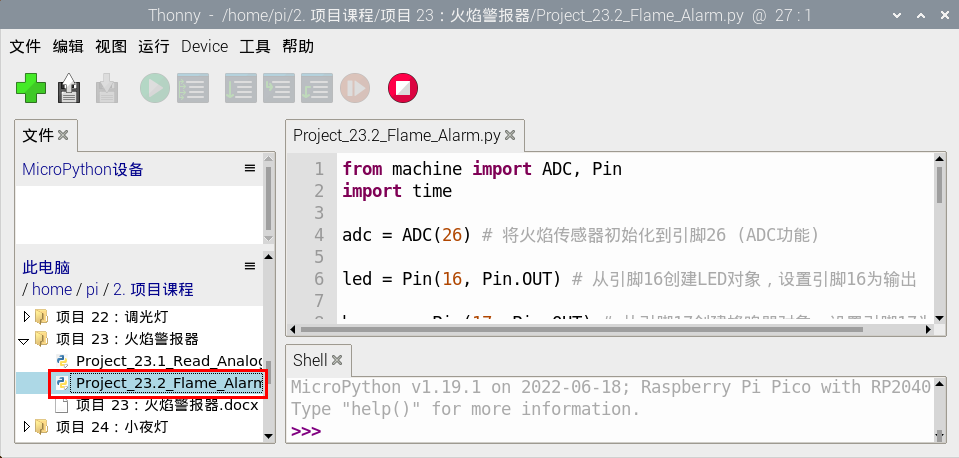 Thonny - /home/pi/2. 项目课程/项目 23：火焰警报器/Project_23.2_Flame_Alarm.py @ 27 : 1
文件 编辑 视图 运行 Device 工具 帮助
文件
MicroPython设备
此电脑
/ home / pi / 2. 项目课程
项目 22：调光灯
项目 23：火焰警报器
Project_23.1_Read_Analog
Project_23.2_Flame_Alarm
项目 23：火焰警报器.docx
项目 24：小夜灯
Project_23.2_Flame_Alarm.py
1 from machine import ADC, Pin
2 import time
3
4 adc = ADC(26) # 将火焰传感器初始化到引脚26 (ADC功能)
5
6 led = Pin(16, Pin.OUT) # 从引脚16创建LED对象，设置引脚16为输出
7
Shell
MicroPython v1.19.1 on 2022-06-18; Raspberry Pi Pico with RP2040
Type "help()" for more information.
>>>